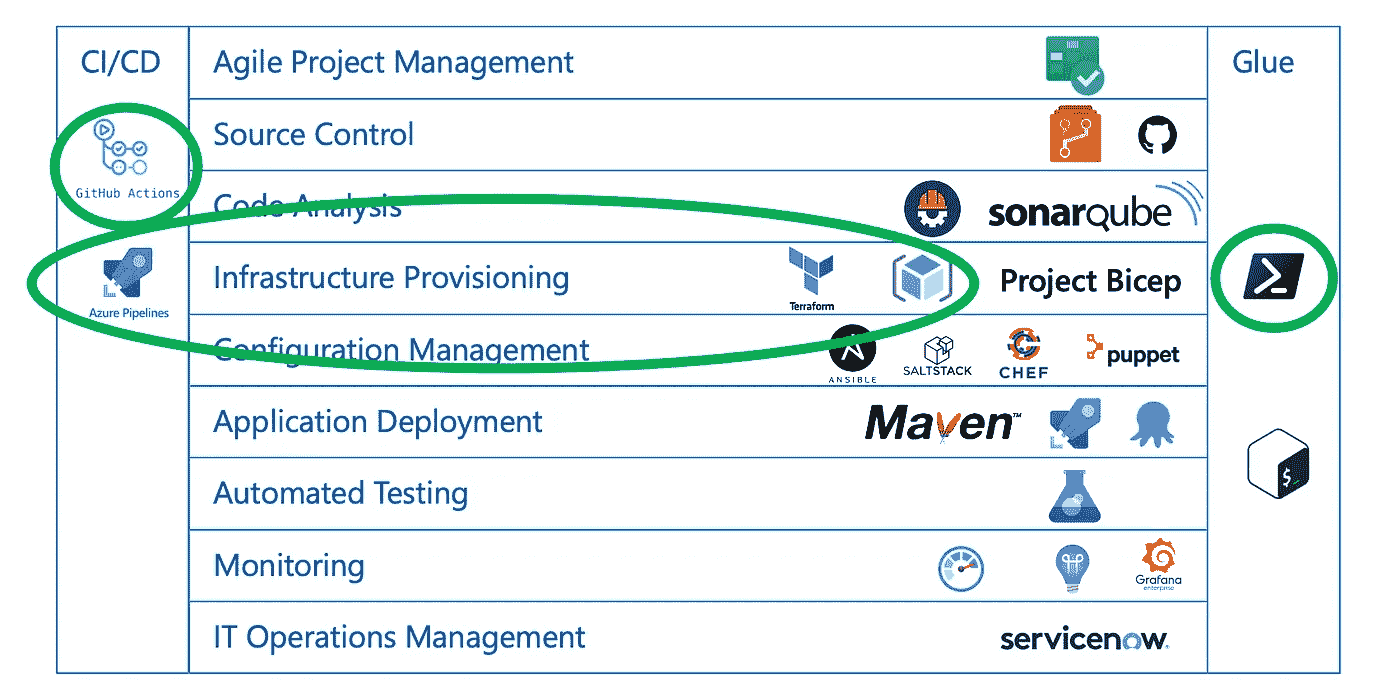 CI/CD
GitHub Actions
Azure Pipelines
Agile Project Management
Source Control
Code Analysis
sonarqube
Infrastructure Provisioning
Terraform
Project Bicep
Configuration Management
ANSIBLE
SALTSTACK
CHEF
puppet
Application Deployment
Maven™
Automated Testing
Monitoring
Grafana
enterprise
IT Operations Management
servicenow.
Glue
$_